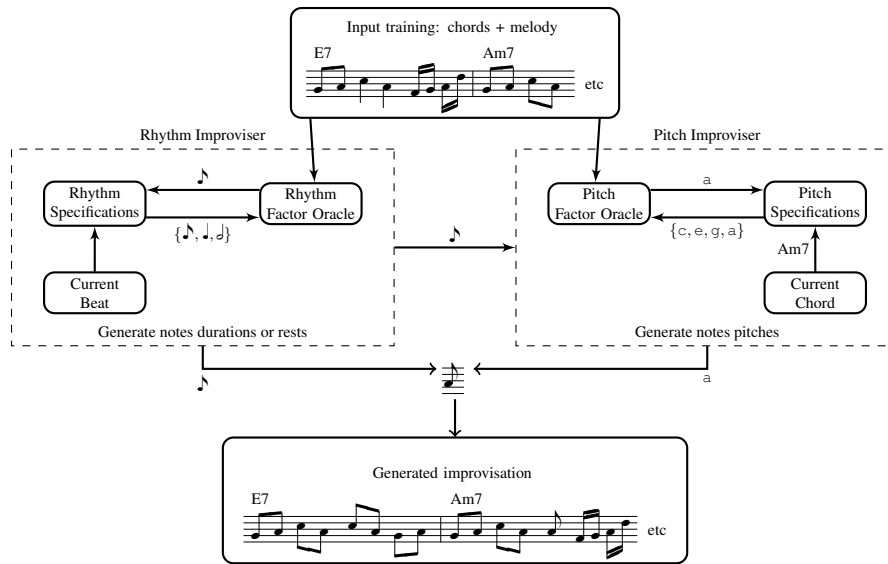 Input training: chords + melody
E7 Am7
etc
Rhythm Improviser
Pitch Improviser
Rhythm
Specifications
♪
{♪,♩,𝅗𝅥}
Rhythm
Factor Oracle
Current
Beat
Generate notes durations or rests
♪
Pitch
Factor Oracle
a
{c,e,g,a}
Pitch
Specifications
Am7
Current
Chord
Generate notes pitches
♪
a
Generated improvisation
E7 Am7
etc